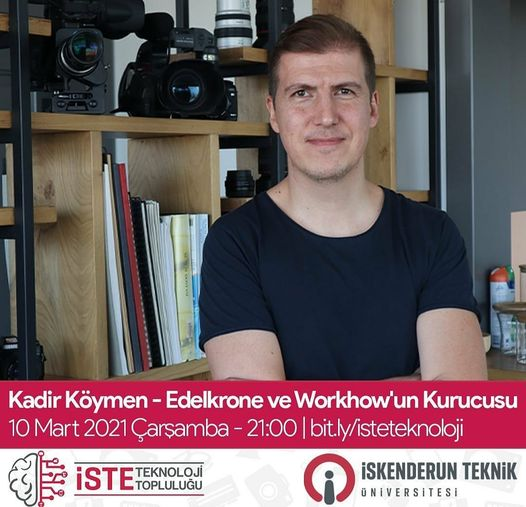 Kadir Köymen - Edelkrone ve Workhow'un Kurucusu
10 Mart 2021 Çarşamba - 21:00 | bit.ly/isteteknoloji
iSTE TEKNOLOJİ TOPLULUĞU
İSKENDERUN TEKNİK
ÜNİVERSİTESİ